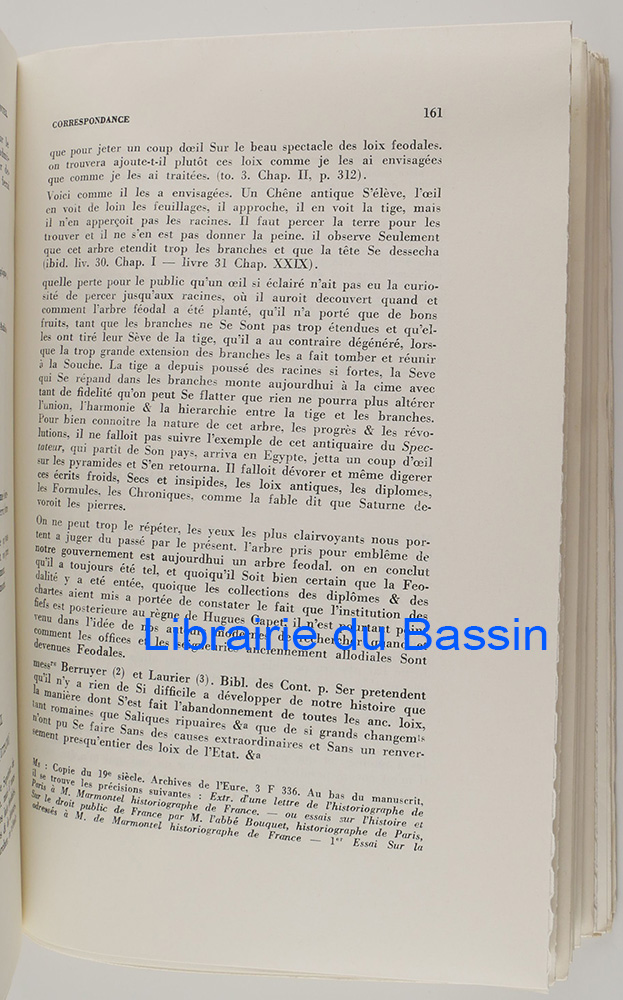 CORRESPONDANCE 161
que pour jeter un coup dœil Sur le beau spectacle des loix feodales.
on trouvera ajoute-t-il plutôt ces loix comme je les ai envisagées
que comme je les ai traitées. (to. 3. Chap. II, p. 312).
Voici comme il les a envisagées. Un Chêne antique S'élève, l'œil
en voit de loin les feuillages, il approche, il en voit la tige, mais
il n'en apperçoit pas les racines. Il faut percer la terre pour les
trouver et il ne s'en est pas donner la peine. il observe Seulement
que cet arbre etendit trop les branches et que la tête Se dessecha
(ibid. liv. 30. Chap. I — livre 31 Chap. XXIX).
quelle perte pour le public qu'un œil si éclairé n'ait pas eu la curio-
sité de percer jusqu'aux racines, où il auroit decouvert quand et
comment l'arbre féodal a été planté, qu'il n'a porté que de bons
fruits, tant que les branches ne Se Sont pas trop étendues et qu'el-
les ont tiré leur Sève de la tige, qu'il a au contraire dégénéré, lors-
que la trop grande extension des branches les a fait tomber et réunir
à la Souche. La tige a depuis poussé des racines si fortes, la Seve
qui Se répand dans les branches monte aujourdhui à la cime avec
tant de fidelité qu'on peut Se flatter que rien ne pourra plus altérer
l'union, l'harmonie & la hierarchie entre la tige et les branches.
Pour bien connoitre la nature de cet arbre, les progrès & les révo-
lutions, il ne falloit pas suivre l'exemple de cet antiquaire du Spec-
tateur, qui partit de Son pays, arriva en Egypte, jetta un coup d'œil
sur les pyramides et S'en retourna. Il falloit dévorer et même digerer
ces écrits froids, Secs et insipides, les loix antiques, les diplomes,
les Formules, les Chroniques, comme la fable dit que Saturne de-
voroit les pierres.
On ne peut trop le répéter, les yeux les plus clairvoyants nous por-
tent a juger du passé par le présent. l'arbre pris pour emblême de
notre gouvernement est aujourdhui un arbre feodal. on en conclut
qu'il a toujours été tel, et quoiqu'il Soit bien certain que la Feo-
dalité y a été entée, quoique les collections des diplômes & des
chartes aient mis a portée de constater le fait que l'institution des
fiefs est posterieure au règne de Hugues Capet, il n'est pourtant point
venu dans l'idée de nos auteurs modernes de rechercher quand et
comment les offices et les seigneuries anciennement allodiales Sont
devenues Feodales.
Librairie du Bassin
messrs Berruyer (2) et Laurier (3). Bibl. des Cont. p. Ser pretendent
qu'il n'y a rien de Si difficile a développer de notre histoire que
la manière dont S'est fait l'abandonnement de toutes les anc. loix,
tant romaines que Saliques ripuaires &a que de si grands changemts
n'ont pu Se faire Sans des causes extraordinaires et Sans un renver-
sement presqu'entier des loix de l'Etat. &a
Ms : Copie du 19e siècle. Archives de l'Eure, 3 F 336. Au bas du manuscrit,
il se trouve les précisions suivantes : Extr. d'une lettre de l'historiographe de
Paris à M. Marmontel historiographe de France. — ou essais sur l'histoire et
Sur le droit public de France par M. l'abbé Bouquet, historiographe de Paris,
adressés à M. de Marmontel historiographe de France — 1er Essai Sur la